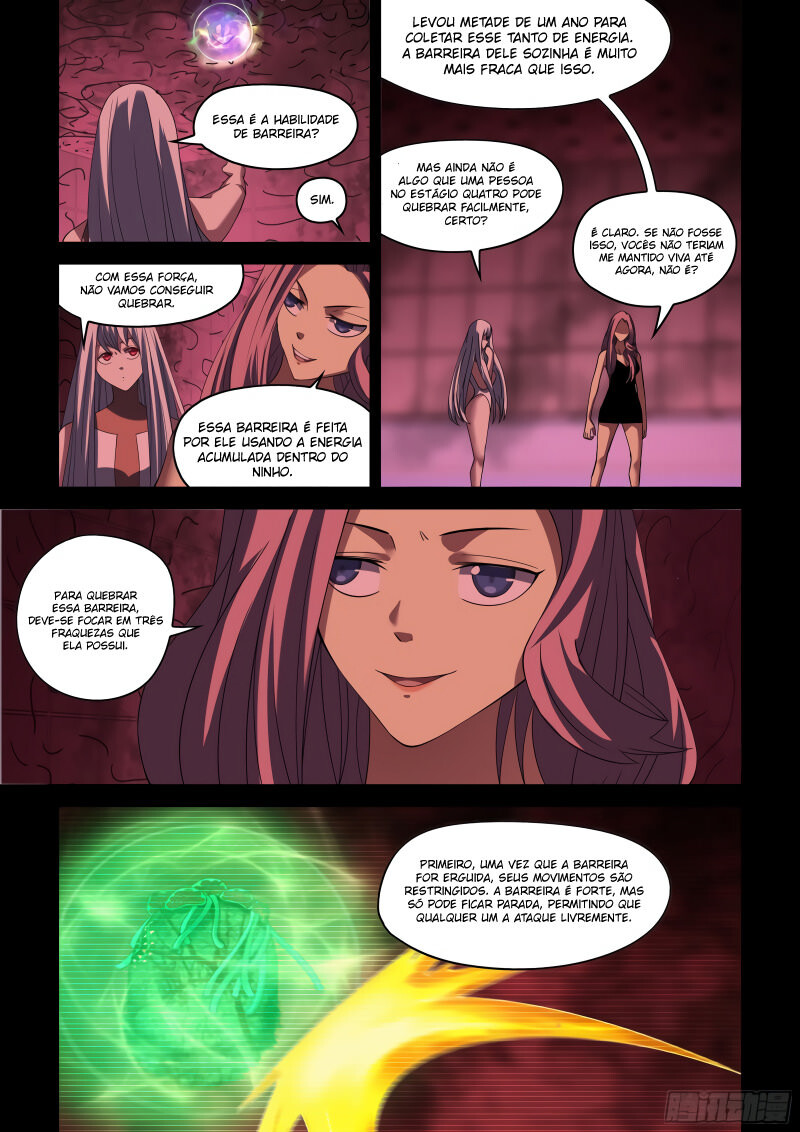 ESSA É A HABILIDADE
DE BARREIRA?
SIM.
LEVOU METADE DE UM ANO PARA
COLETAR ESSE TANTO DE ENERGIA.
A BARREIRA DELE SOZINHA É MUITO
MAIS FRACA QUE ISSO.
MAS AINDA NÃO É
ALGO QUE UMA PESSOA
NO ESTÁGIO QUATRO PODE
QUEBRAR FACILMENTE,
CERTO?
É CLARO. SE NÃO FOSSE
ISSO, VOCÊS NÃO TERIAM
ME MANTIDO VIVA ATÉ
AGORA, NÃO É?
COM ESSA FORÇA,
NÃO VAMOS CONSEGUIR
QUEBRAR.
ESSA BARREIRA É FEITA
POR ELE USANDO A ENERGIA
ACUMULADA DENTRO DO
NINHO.
PARA QUEBRAR
ESSA BARREIRA,
DEVE-SE FOCAR EM TRÊS
FRAQUEZAS QUE
ELA POSSUI.
PRIMEIRO, UMA VEZ QUE A BARREIRA
FOR ERGUIDA, SEUS MOVIMENTOS SÃO
RESTRINGIDOS. A BARREIRA É FORTE, MAS
SÓ PODE FICAR PARADA, PERMITINDO QUE
QUALQUER UM A ATAQUE LIVREMENTE.
腾讯动漫